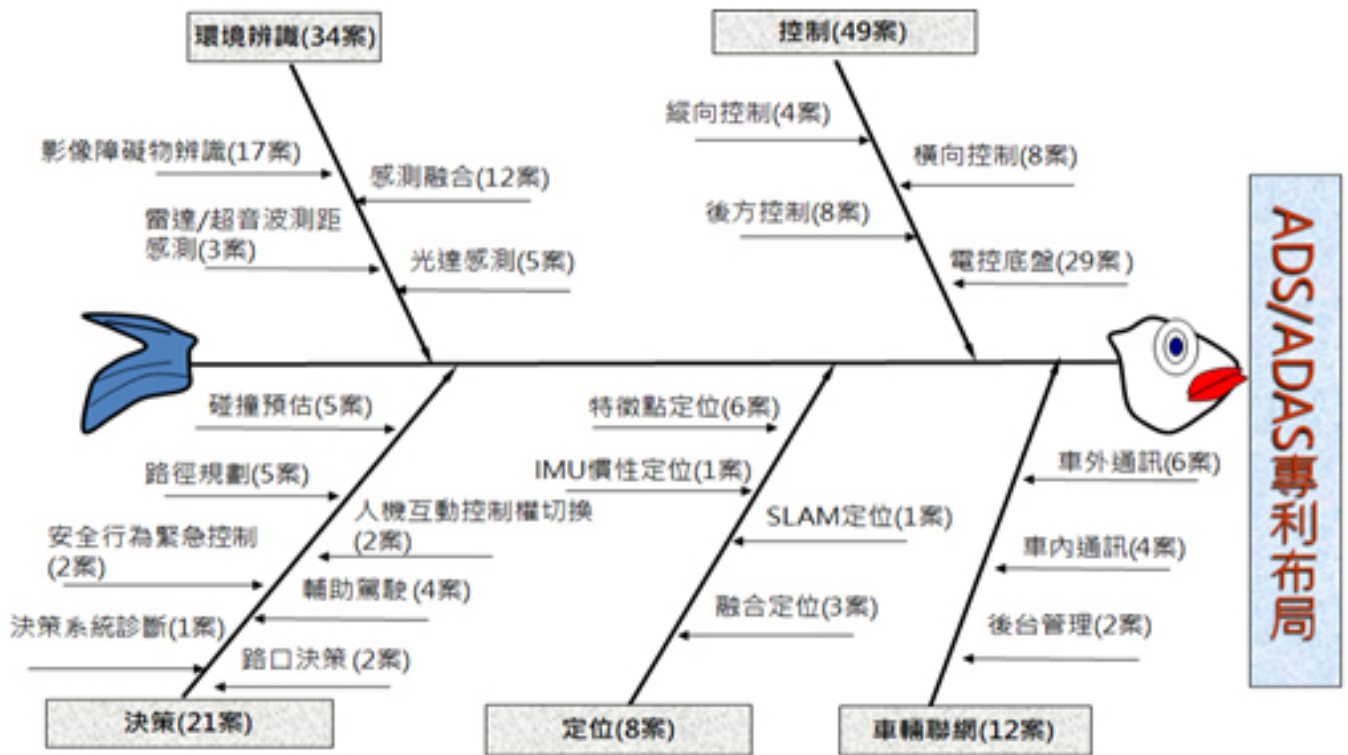 環境辨識(34案)
控制(49案)
影像障礙物辨識(17案)
感測融合(12案)
雷達/超音波測距
感測(3案)
光達感測(5案)
縱向控制(4案)
橫向控制(8案)
後方控制(8案)
電控底盤(29案)
ADS/ADAS專利布局
碰撞預估(5案)
路徑規劃(5案)
人機互動控制權切換
(2案)
安全行為緊急控制
(2案)
輔助駕駛(4案)
決策系統診斷(1案)
路口決策(2案)
決策(21案)
特徵點定位(6案)
IMU慣性定位(1案)
SLAM定位(1案)
融合定位(3案)
定位(8案)
車外通訊(6案)
車內通訊(4案)
後台管理(2案)
車輛聯網(12案)